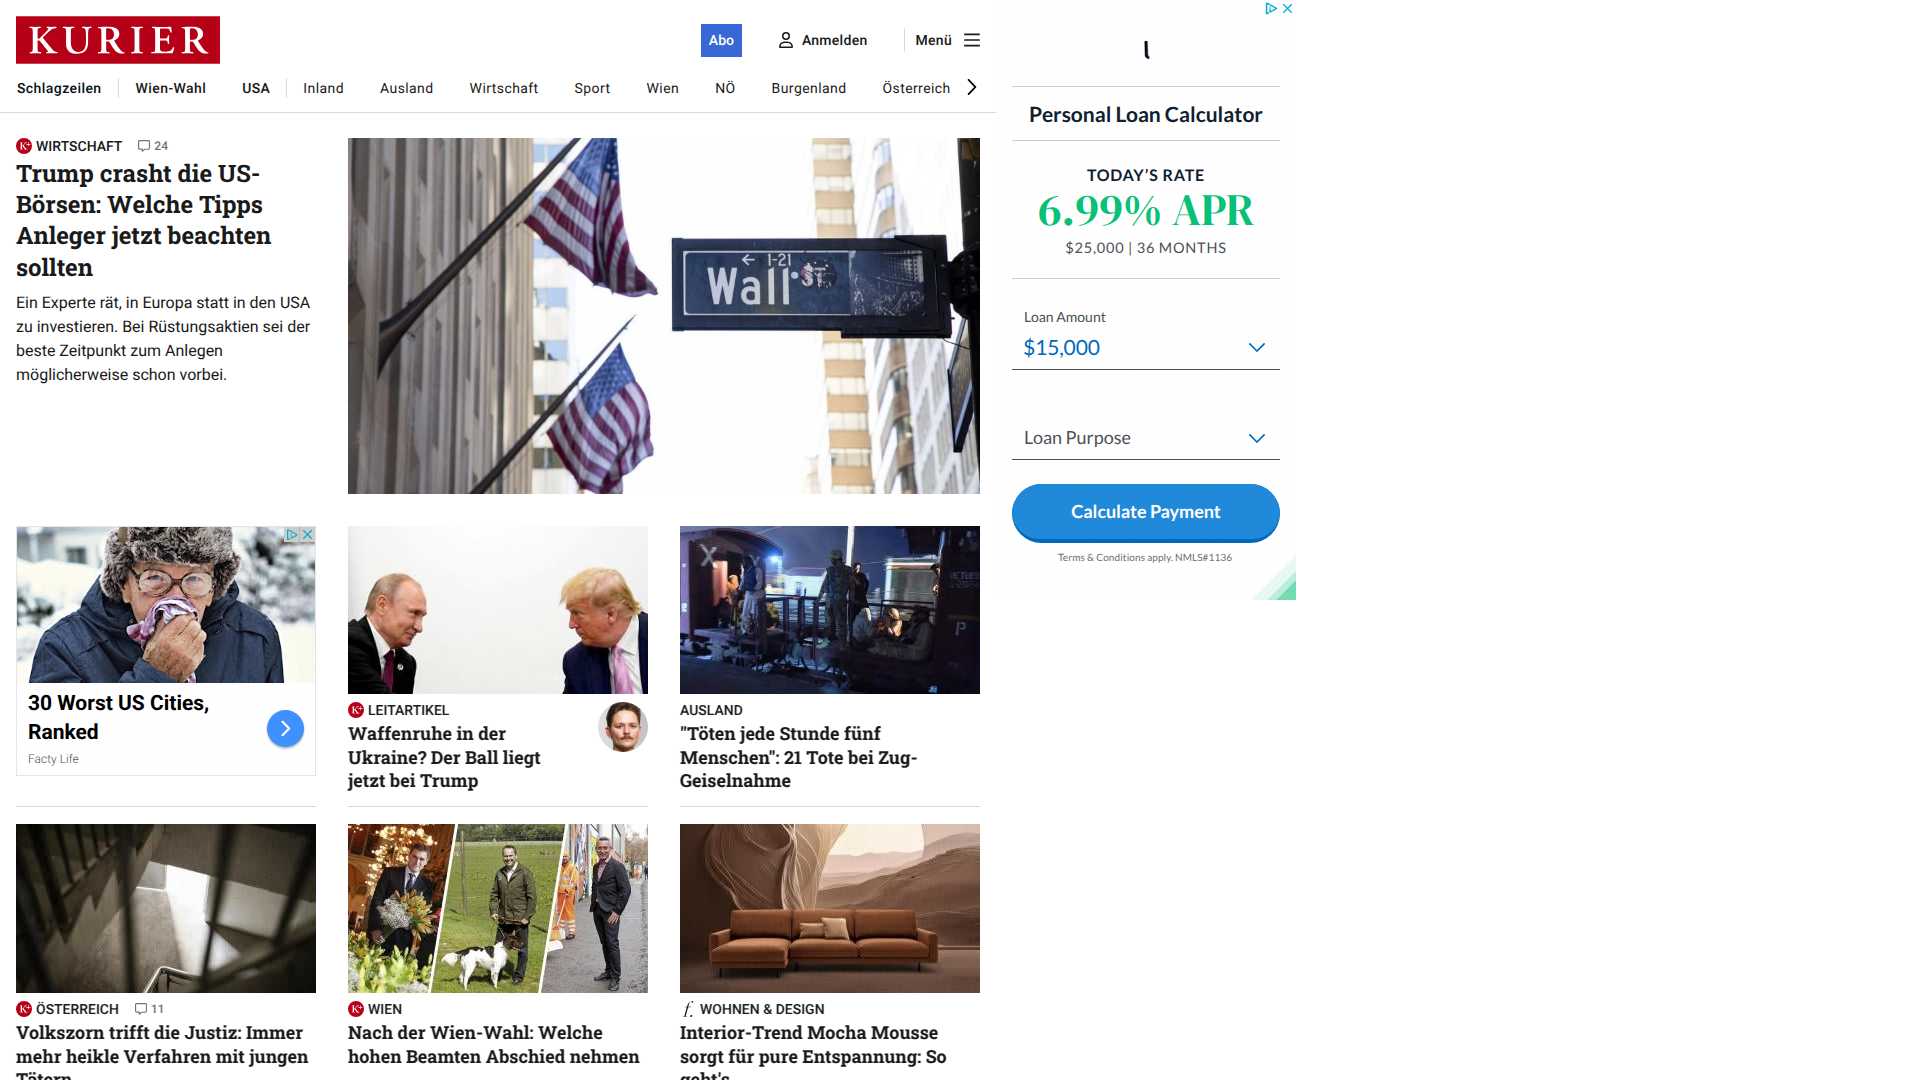 KURIER
Abo
Anmelden
Menü
Schlagzeilen
Wien-Wahl
USA
Inland
Ausland
Wirtschaft
Sport
Wien
NÖ
Burgenland
Österreich
WIRTSCHAFT 24
Trump crasht die US-
Börsen: Welche Tipps
Anleger jetzt beachten
sollten
Ein Experte rät, in Europa statt in den USA
zu investieren. Bei Rüstungsaktien sei der
beste Zeitpunkt zum Anlegen
möglicherweise schon vorbei.
← 1-21
Wall ST
Personal Loan Calculator
TODAY'S RATE
6.99% APR
$25,000 | 36 MONTHS
Loan Amount
$15,000
Loan Purpose
Calculate Payment
Terms & Conditions apply. NMLS#1136
30 Worst US Cities,
Ranked
Facty Life
LEITARTIKEL
Waffenruhe in der
Ukraine? Der Ball liegt
jetzt bei Trump
AUSLAND
"Töten jede Stunde fünf
Menschen": 21 Tote bei Zug-
Geiselnahme
ÖSTERREICH 11
Volkszorn trifft die Justiz: Immer
mehr heikle Verfahren mit jungen
Tätern
WIEN
Nach der Wien-Wahl: Welche
hohen Beamten Abschied nehmen
f. WOHNEN & DESIGN
Interior-Trend Mocha Mousse
sorgt für pure Entspannung: So
geht's